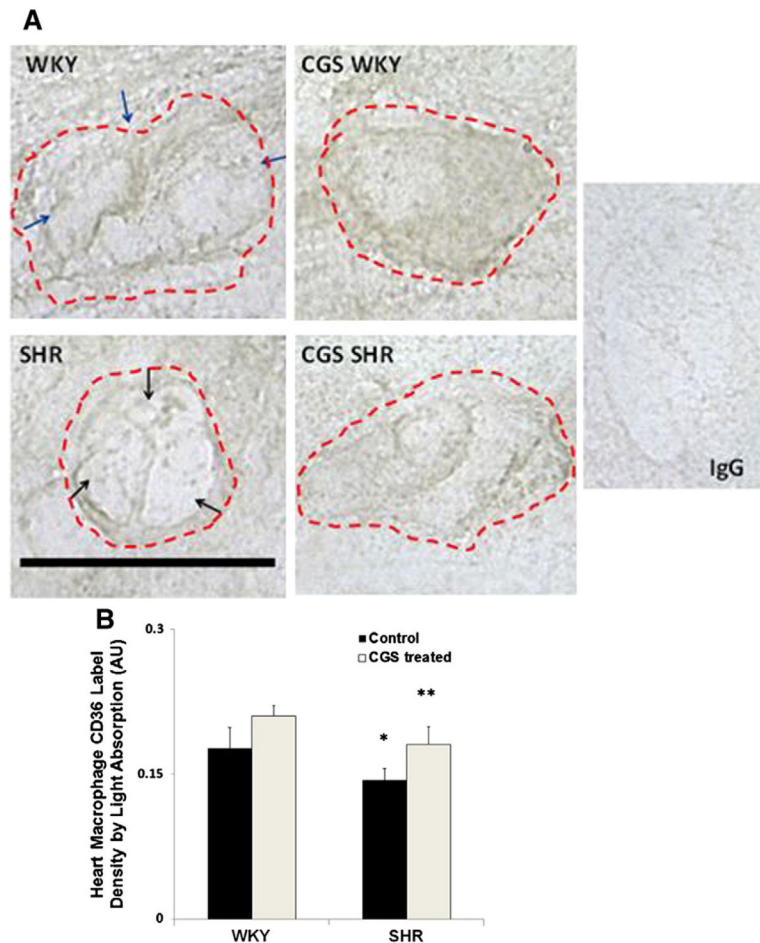 A
WKY
CGS WKY
SHR
CGS SHR
IgG
B
Heart Macrophage CD36 Label
Density by Light Absorption (AU)
0.3
0.15
0
Control
CGS treated
*
**
WKY
SHR